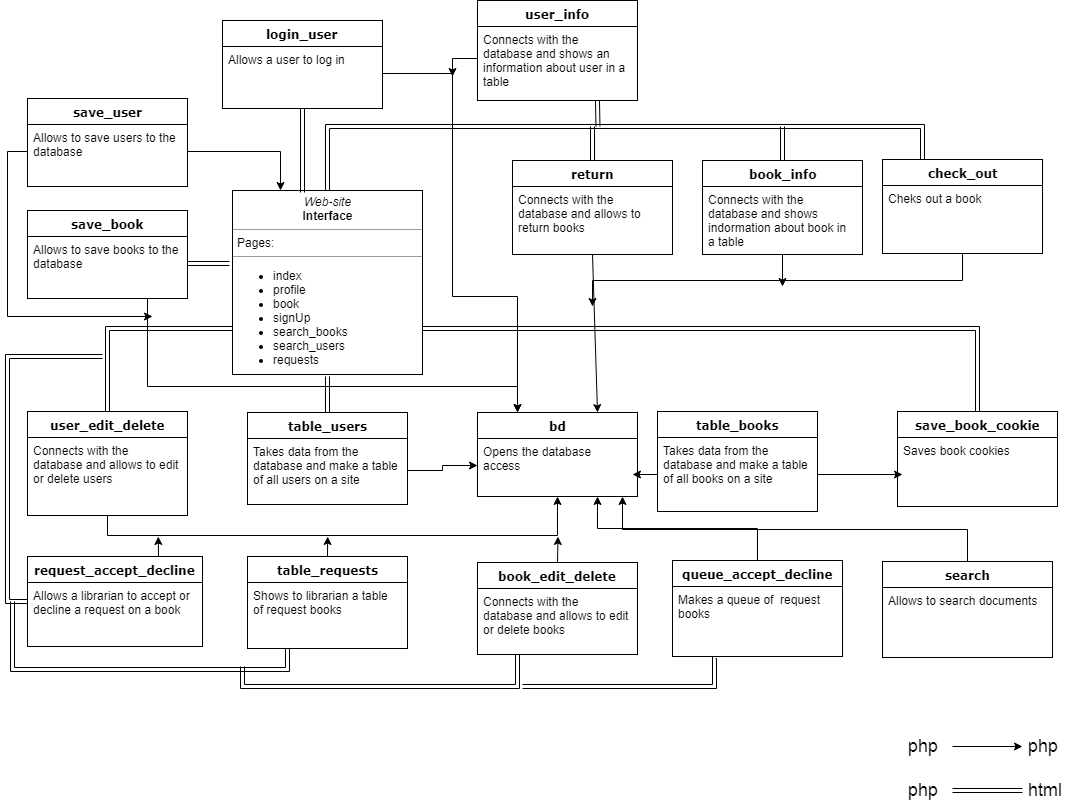 user_info
Connects with the
database and shows an
information about user in a
table
login_user
Allows a user to log in
save_user
Allows to save users to the
database
return
Connects with the
database and allows to
return books
book_info
Connects with the
database and shows
indormation about book in
a table
check_out
Cheks out a book
Web-site
Interface
Pages:
index
profile
book
signUp
search_books
search_users
requests
save_book
Allows to save books to the
database
user_edit_delete
Connects with the
database and allows to edit
or delete users
table_users
Takes data from the
database and make a table
of all users on a site
bd
Opens the database
access
table_books
Takes data from the
database and make a table
of all books on a site
save_book_cookie
Saves book cookies
request_accept_decline
Allows a librarian to accept or
decline a request on a book
table_requests
Shows to librarian a table
of request books
book_edit_delete
Connects with the
database and allows to edit
or delete books
queue_accept_decline
Makes a queue of request
books
search
Allows to search documents
php php
php html